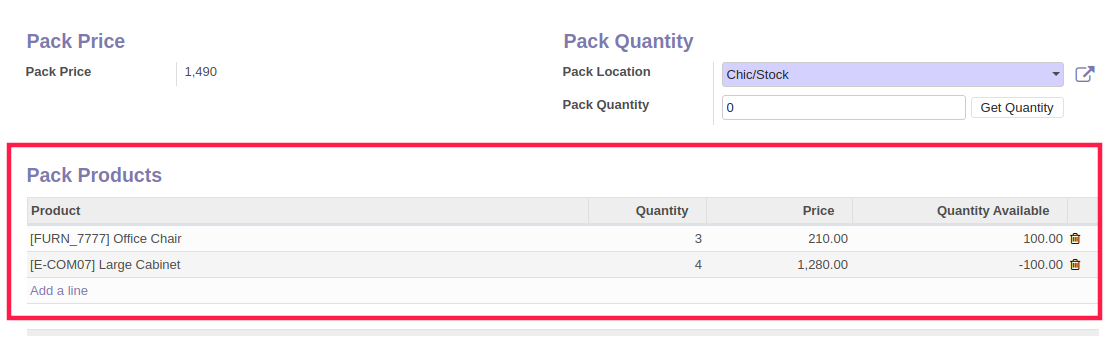 Pack Price
Pack Price 1,490
Pack Quantity
Pack Location Chic/Stock
Pack Quantity 0 Get Quantity
Pack Products
Product Quantity Price Quantity Available
[FURN_7777] Office Chair 3 210.00 100.00
[E-COM07] Large Cabinet 4 1,280.00 -100.00
Add a line